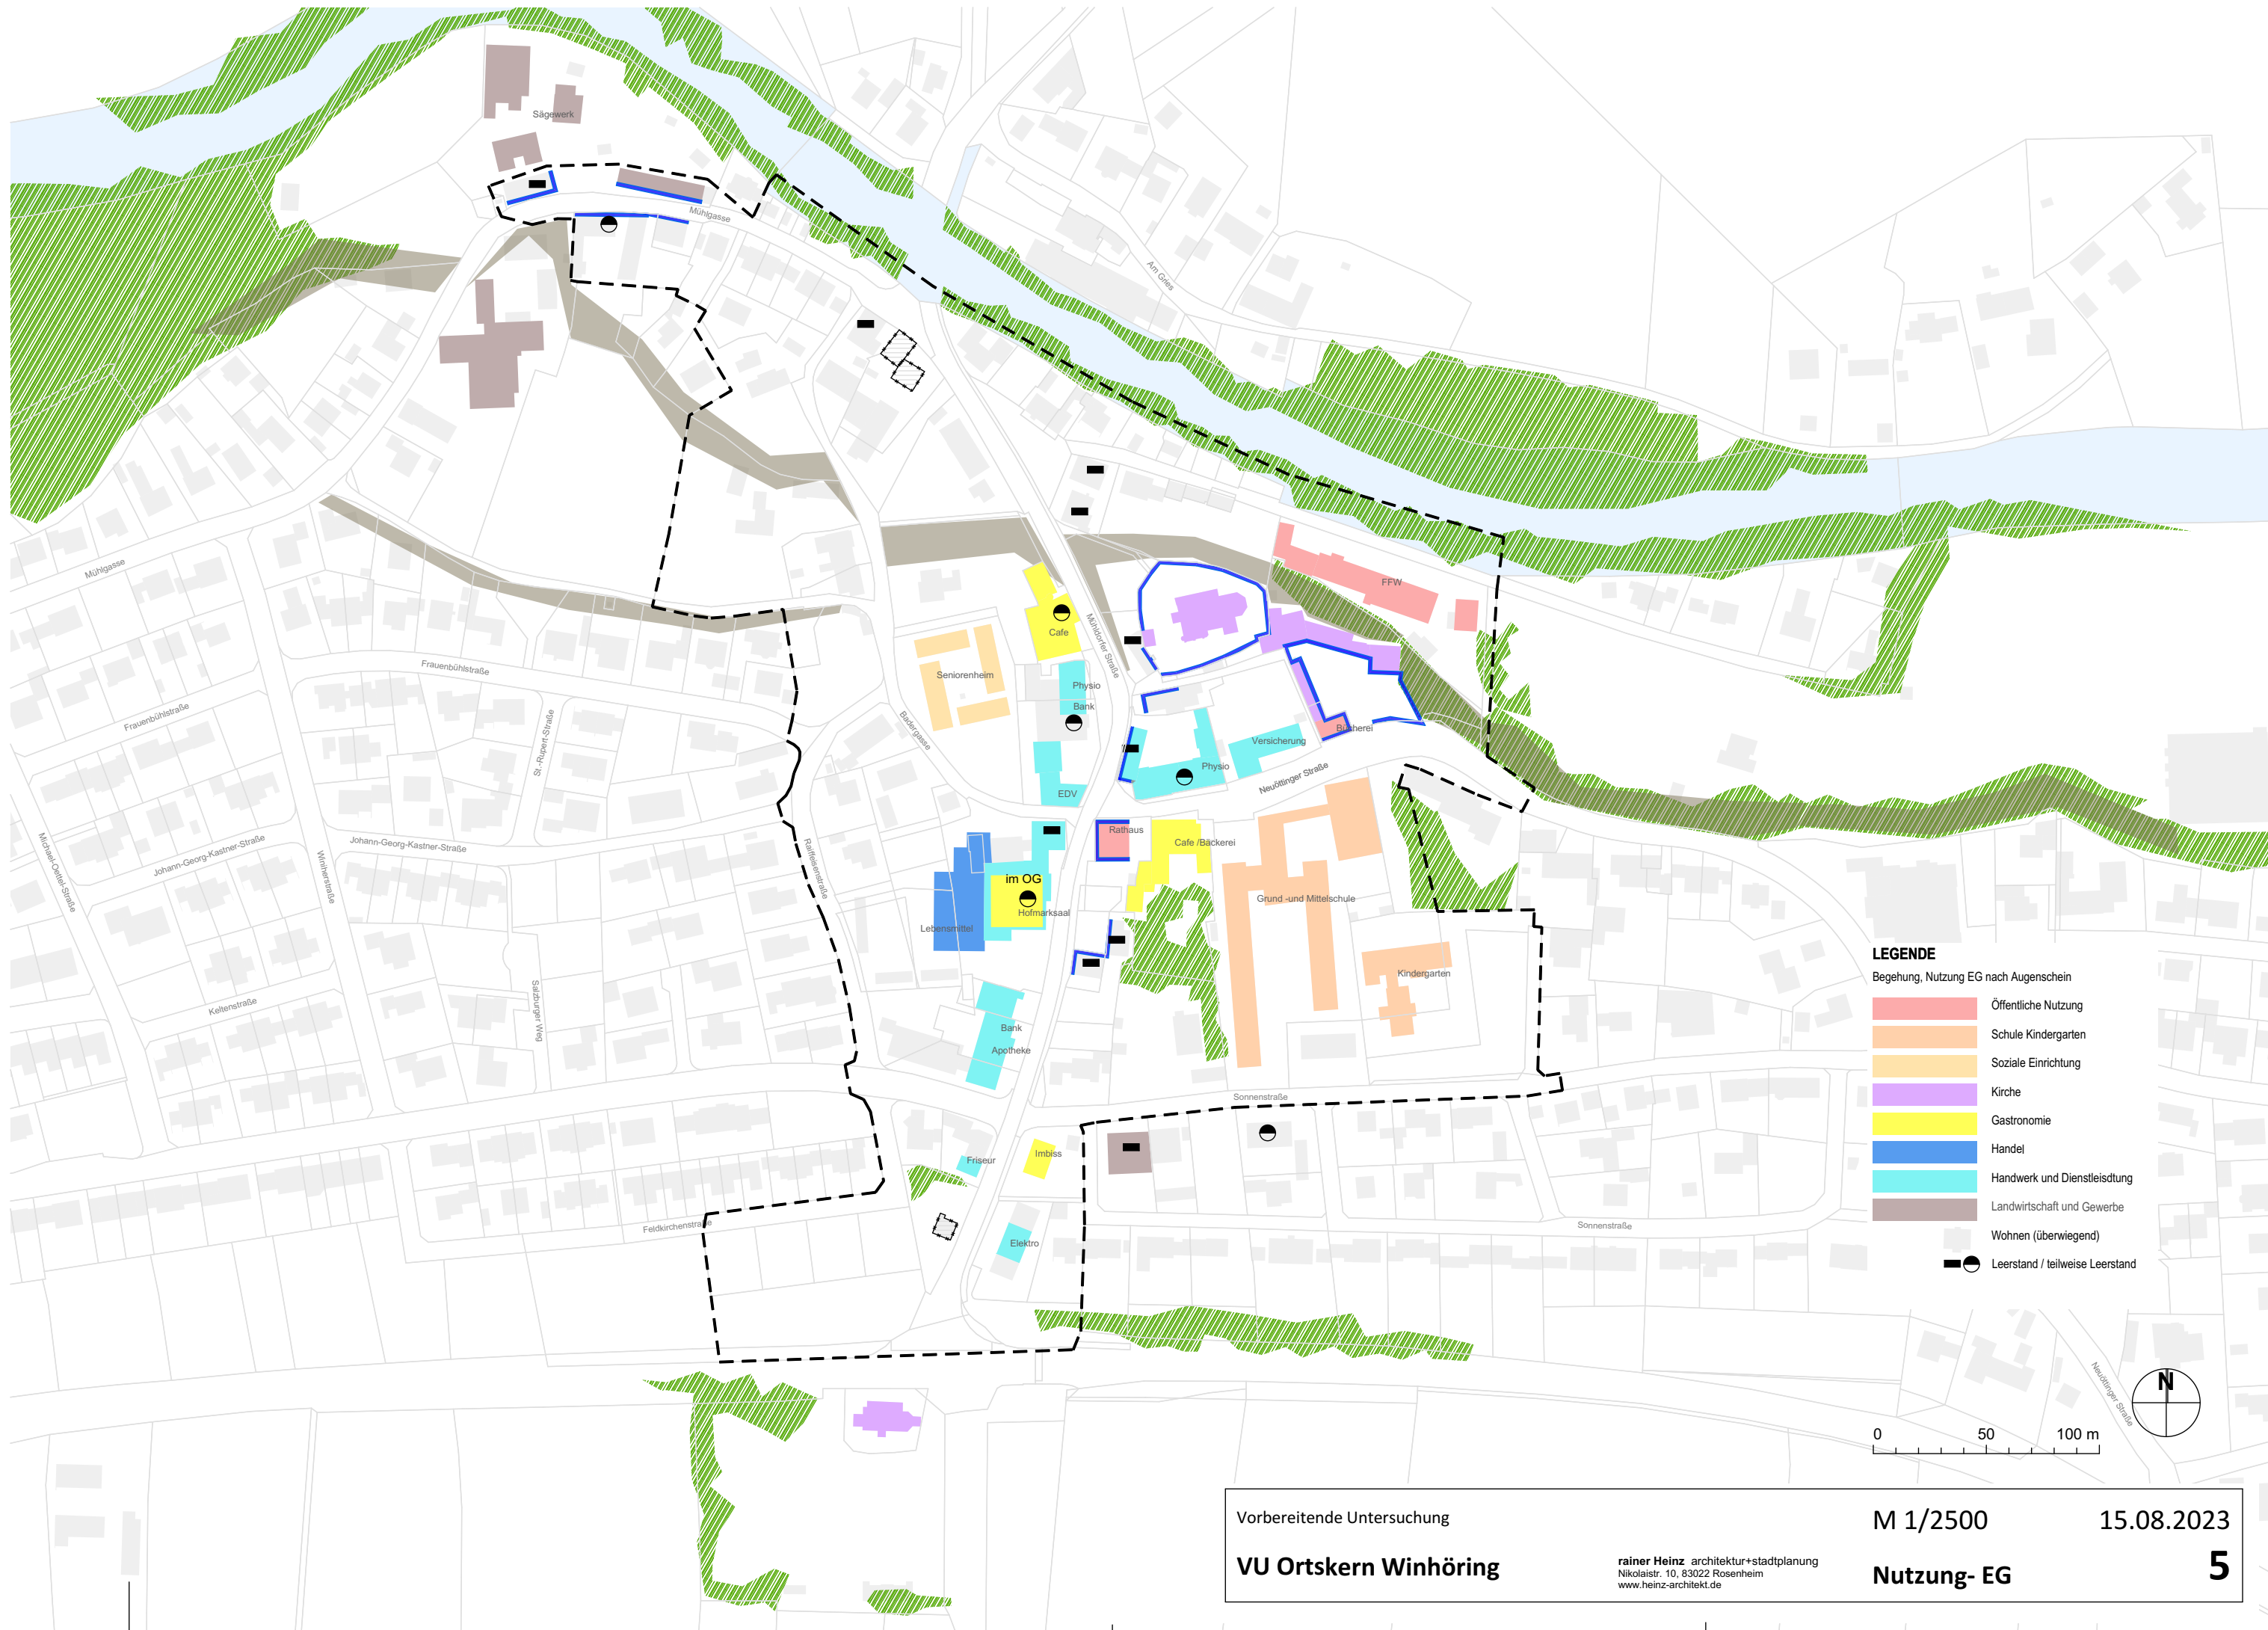 Sägewerk
Mühlgasse
Am Gries
Mühlgasse
FFW
Cafe
Mühldorfer Straße
Frauenbühlstraße
Seniorenheim
Physio
Bank
Frauenbühlstraße
St.-Rupert-Straße
Badergasse
Bücherei
Versicherung
Physio
Neuöttinger Straße
EDV
Rathaus
Cafe /Bäckerei
Michael-Oettel-Straße
Johann-Georg-Kastner-Straße
Winiherstraße
Johann-Georg-Kastner-Straße
Raiffeisenstraße
im OG
Hofmarksaal
Grund -und Mittelschule
Lebensmittel
Kindergarten
Keltenstraße
Salzburger Weg
Bank
Apotheke
Sonnenstraße
Friseur
Imbiss
Feldkirchenstraße
Elektro
Sonnenstraße
LEGENDE
Begehung, Nutzung EG nach Augenschein
Öffentliche Nutzung
Schule Kindergarten
Soziale Einrichtung
Kirche
Gastronomie
Handel
Handwerk und Dienstleisdtung
Landwirtschaft und Gewerbe
Wohnen (überwiegend)
Leerstand / teilweise Leerstand
Neuöttinger Straße
N
0 50 100 m
Vorbereitende Untersuchung
M 1/2500 15.08.2023
VU Ortskern Winhöring
rainer Heinz architektur+stadtplanung
Nikolaistr. 10, 83022 Rosenheim
www.heinz-architekt.de
Nutzung- EG
5